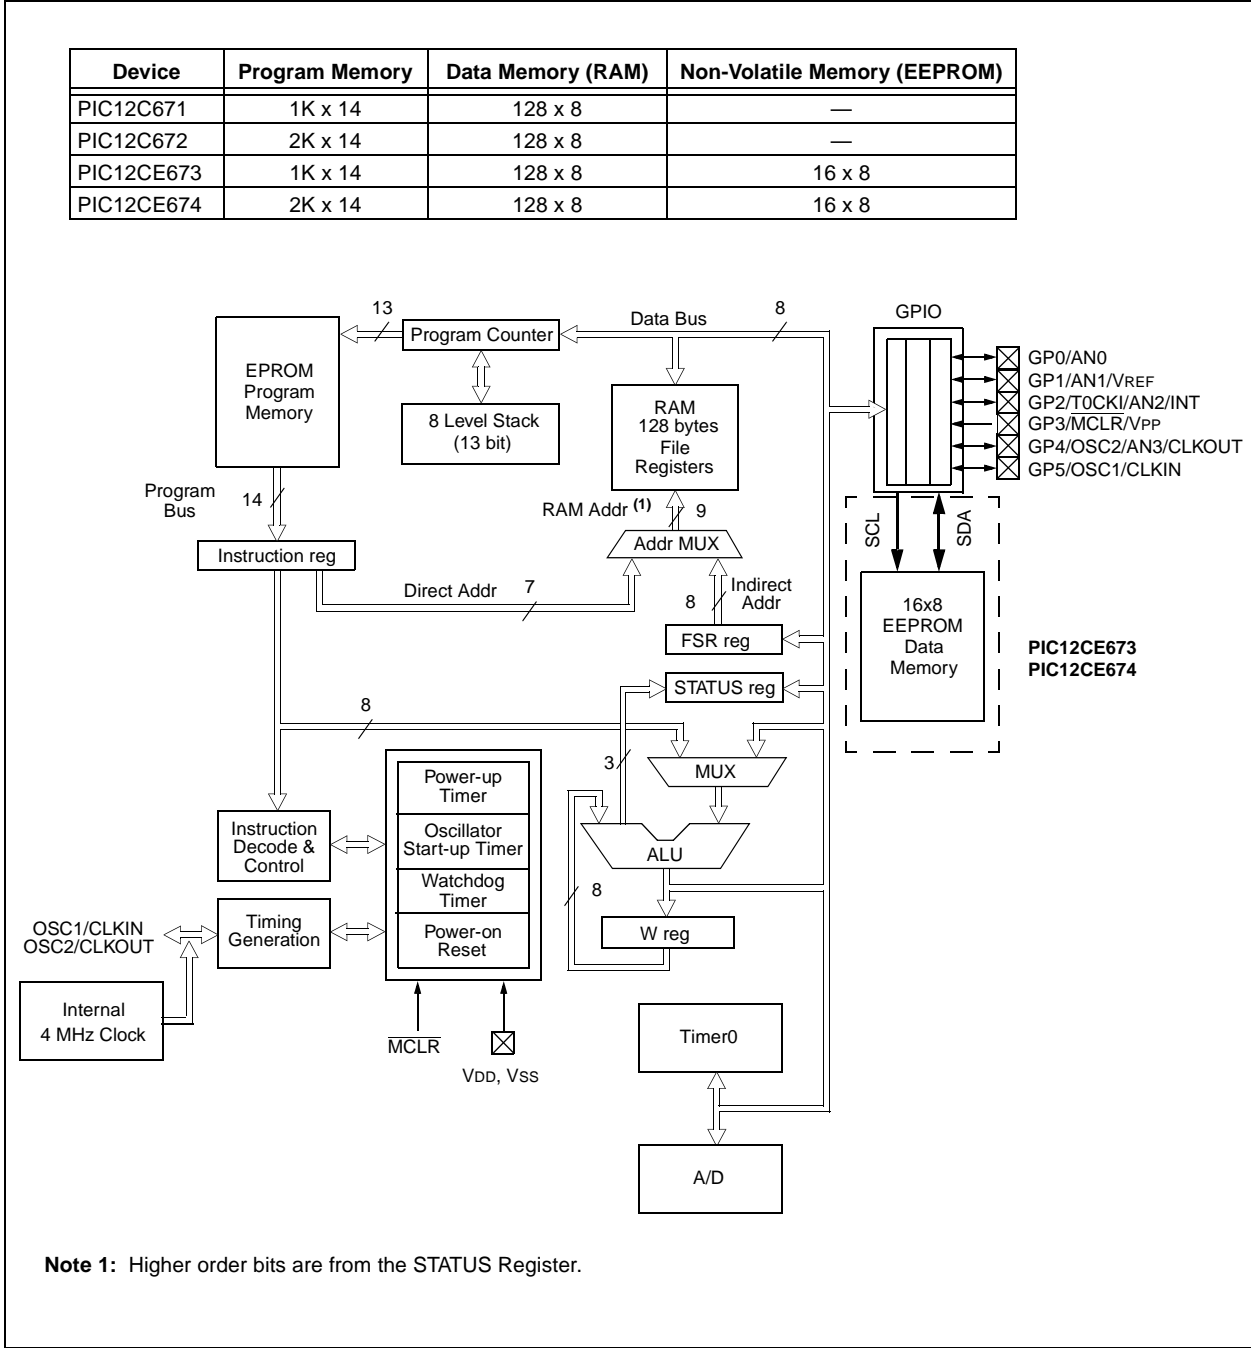 Device Program Memory Data Memory (RAM) Non-Volatile Memory (EEPROM)
PIC12C671 1K x 14 128 x 8 —
PIC12C672 2K x 14 128 x 8 —
PIC12CE673 1K x 14 128 x 8 16 x 8
PIC12CE674 2K x 14 128 x 8 16 x 8
13
Program Counter
Data Bus
8
GPIO
EPROM
Program
Memory
8 Level Stack
(13 bit)
RAM
128 bytes
File
Registers
GP0/AN0
GP1/AN1/VREF
GP2/T0CKI/AN2/INT
GP3/MCLR/VPP
GP4/OSC2/AN3/CLKOUT
GP5/OSC1/CLKIN
Program
Bus
14
RAM Addr (1)
9
SCL
SDA
Instruction reg
Addr MUX
Direct Addr
7
8
Indirect
Addr
FSR reg
16x8
EEPROM
Data
Memory
PIC12CE673
PIC12CE674
STATUS reg
8
3
MUX
Power-up
Timer
Oscillator
Start-up Timer
Watchdog
Timer
Power-on
Reset
Instruction
Decode &
Control
ALU
8
W reg
OSC1/CLKIN
OSC2/CLKOUT
Timing
Generation
Internal
4 MHz Clock
MCLR
VDD, VSS
Timer0
A/D
Note 1: Higher order bits are from the STATUS Register.